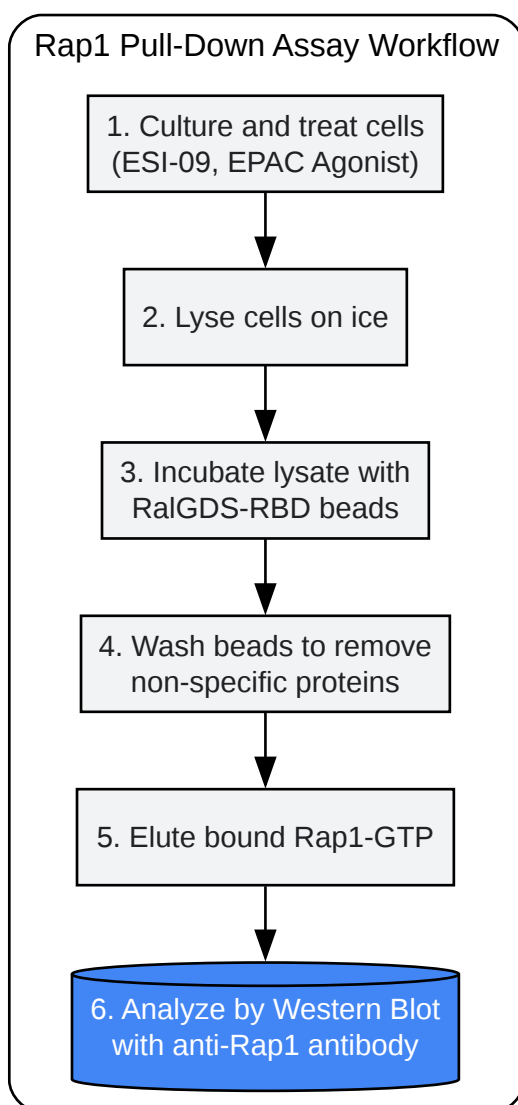 Rap1 Pull-Down Assay Workflow
1. Culture and treat cells
(ESI-09, EPAC Agonist)
2. Lyse cells on ice
3. Incubate lysate with
RalGDS-RBD beads
4. Wash beads to remove
non-specific proteins
5. Elute bound Rap1-GTP
6. Analyze by Western Blot
with anti-Rap1 antibody